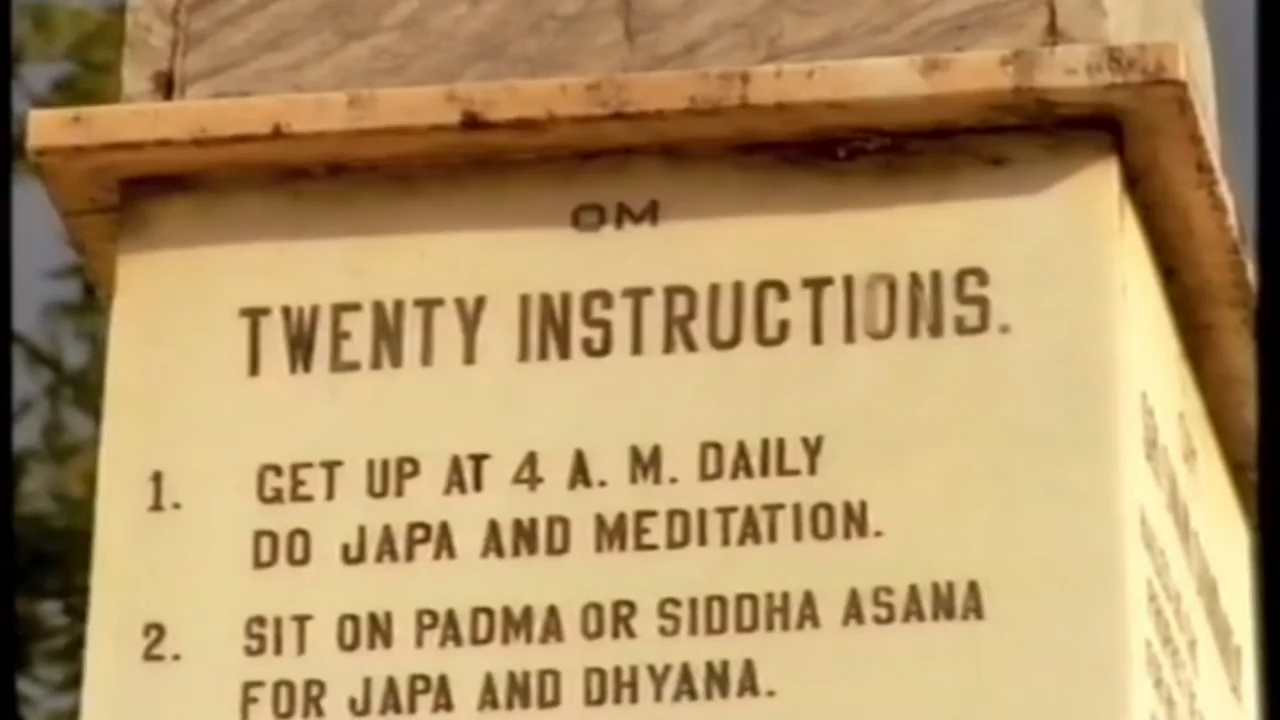 OM
TWENTY INSTRUCTIONS.
1. GET UP AT 4 A. M. DAILY
DO JAPA AND MEDITATION.
2. SIT ON PADMA OR SIDDHA ASANA
FOR JAPA AND DHYANA.